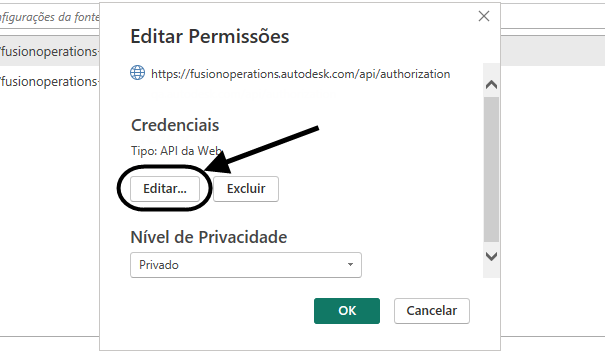 nfigurações da fonte
Editar Permissões
/fusionoperations-
https://fusionoperations.autodesk.com/api/authorization
/fusionoperations-
Credenciais
Tipo: API da Web
Editar...
Excluir
Nível de Privacidade
Privado
OK
Cancelar